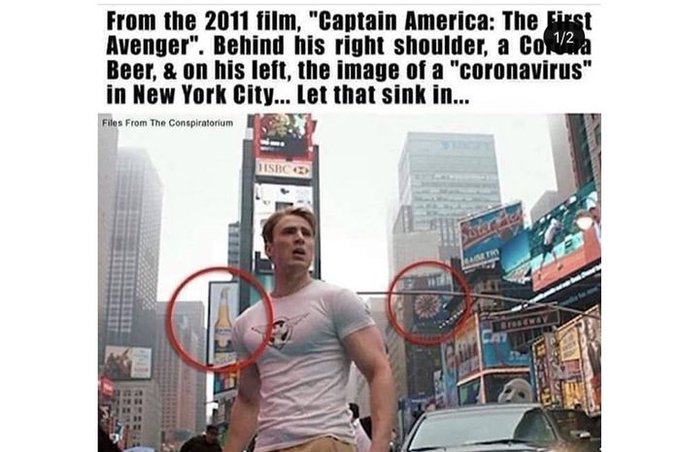 From the 2011 film, "Captain America: The First
Avenger". Behind his right shoulder, a Corona
Beer, & on his left, the image of a "coronavirus"
in New York City... Let that sink in...
1/2
Files From The Conspiratorium
HSBC
Sister Act
BROADWAY
CATS